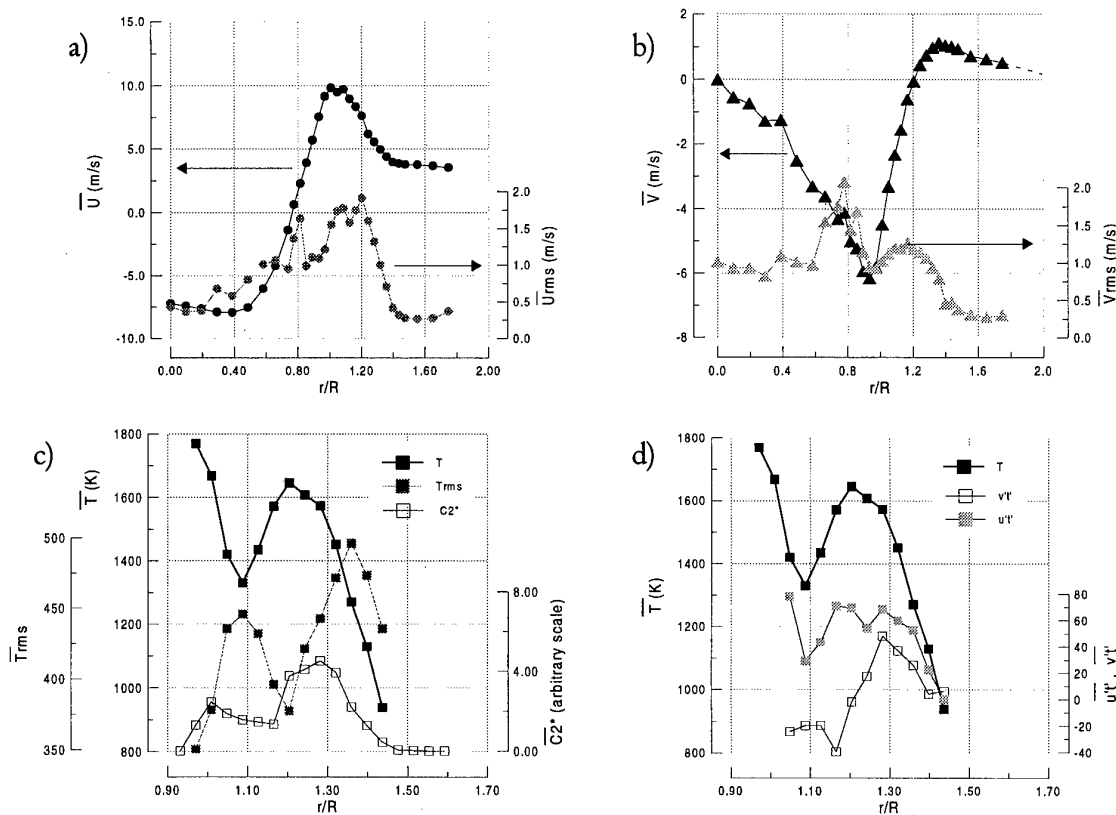 a)
15.0
10.0
5.0
0.0
-5.0
-10.0
U (m/s)
2.0
1.5
1.0
0.5
0.0
Urms (m/s)
0.00 0.40 0.80 1.20 1.60 2.00
r/R
b)
2
0
-2
-4
-6
-8
V (m/s)
2.0
1.5
1.0
0.5
0.0
Vrms (m/s)
0.0 0.4 0.8 1.2 1.6 2.0
r/R
c)
1800
1600
1400
1200
1000
800
T (K)
500
450
400
350
Trms
T
Trms
C2*
8.00
4.00
0.00
C2* (arbitrary scale)
0.90 1.10 1.30 1.50 1.70
r/R
d)
1800
1600
1400
1200
1000
800
T (K)
T
v't'
u't'
80
60
40
20
0
-20
-40
u't' , v't'
0.90 1.10 1.30 1.50 1.70
r/R